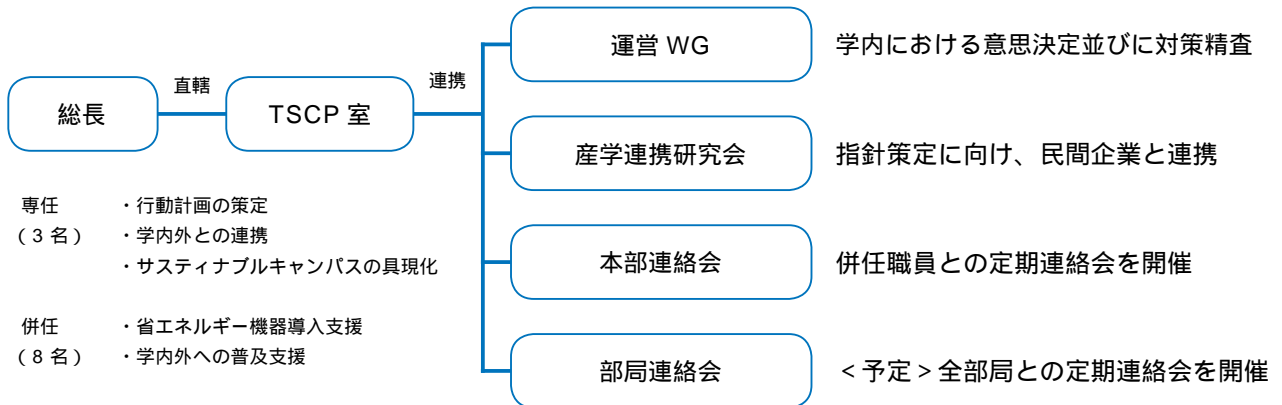 運営 WG
学内における意思決定並びに対策精査
総長
直轄
TSCP 室
連携
産学連携研究会
指針策定に向け、民間企業と連携
専任
(3 名)
・行動計画の策定
・学内外との連携
・サスティナブルキャンパスの具現化
本部連絡会
併任職員との定期連絡会を開催
併任
(8 名)
・省エネルギー機器導入支援
・学内外への普及支援
部局連絡会
<予定>全部局との定期連絡会を開催